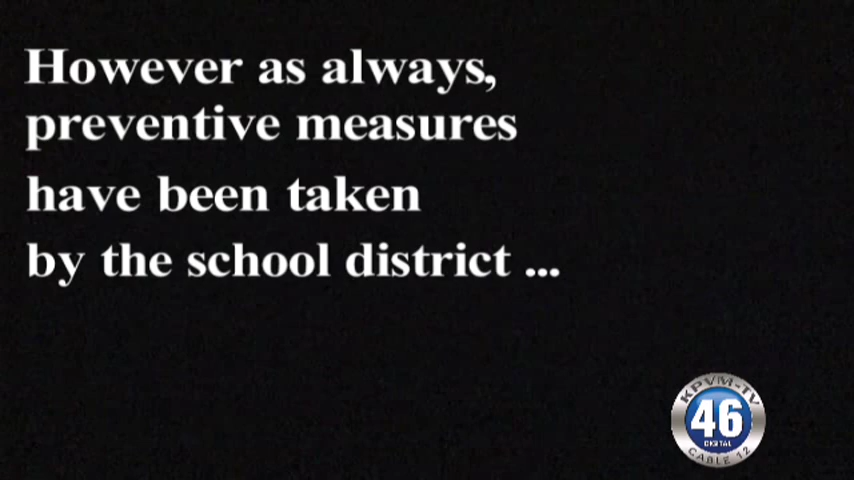 However as always,
preventive measures
have been taken
by the school district ...
KPVM-TV
46
DIGITAL
CABLE 12